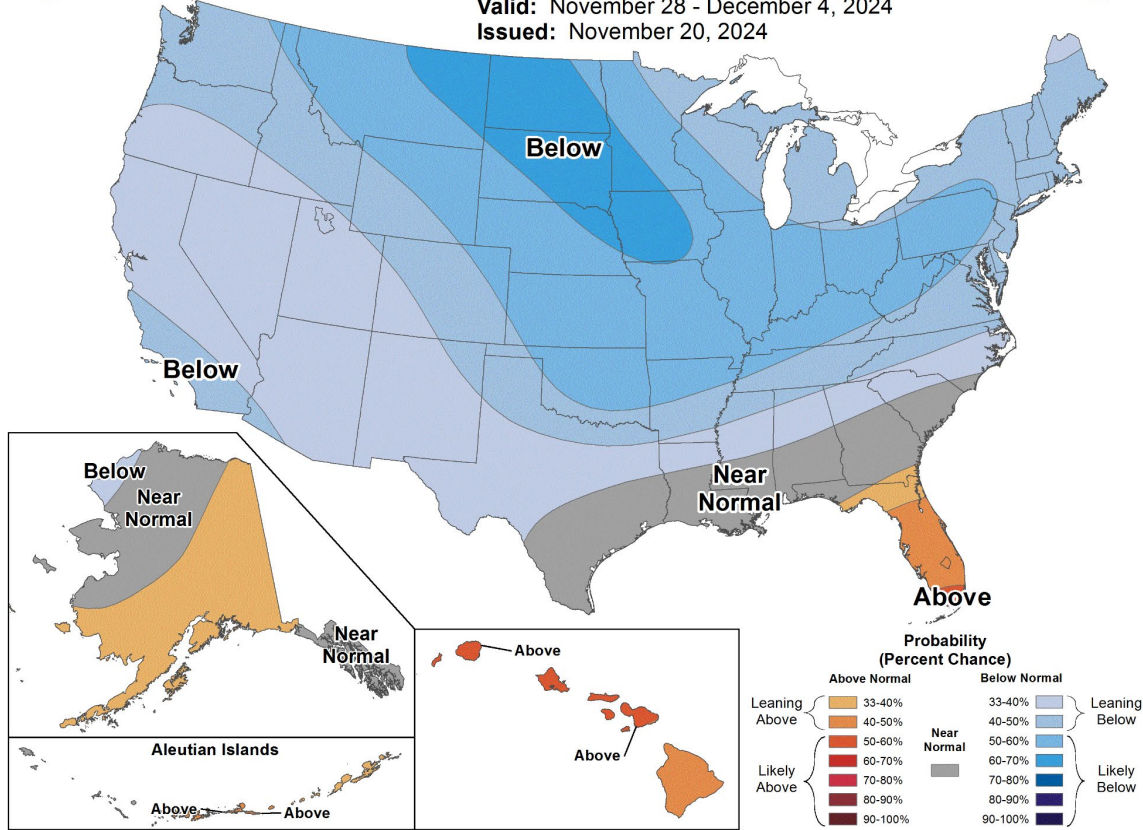 Valid: November 28 - December 4, 2024
Issued: November 20, 2024
Below
Below
Near
Normal
Above
Below
Near
Normal
Near
Normal
Aleutian Islands
Above
Above
Above
Above
Probability
(Percent Chance)
Above Normal
Below Normal
Leaning
Above
33-40%
40-50%
Likely
Above
50-60%
60-70%
70-80%
80-90%
90-100%
Near
Normal
33-40%
40-50%
Leaning
Below
50-60%
60-70%
70-80%
80-90%
90-100%
Likely
Below